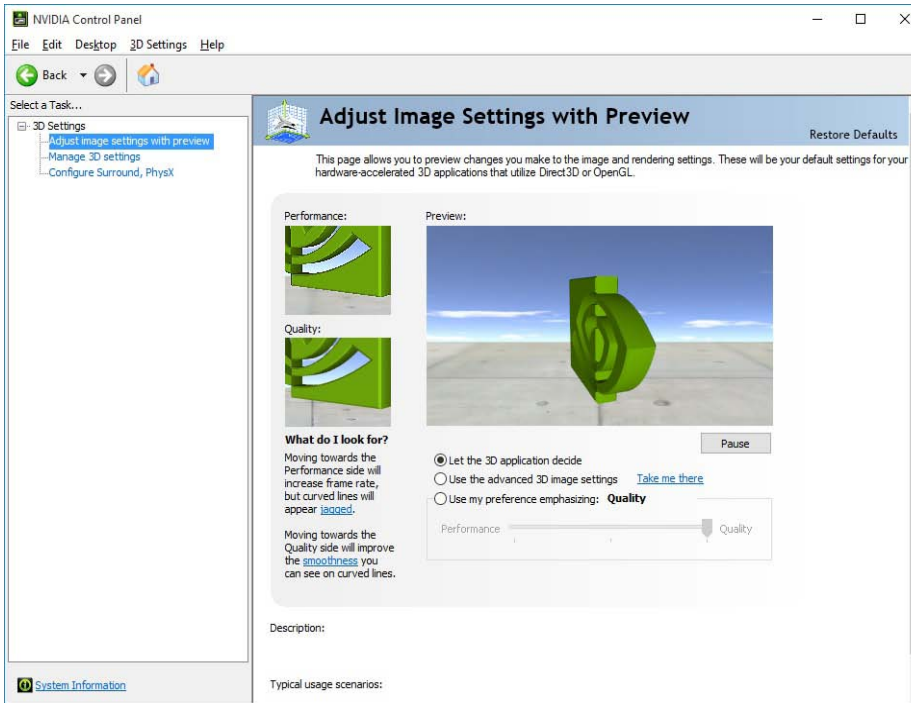 NVIDIA Control Panel
File Edit Desktop 3D Settings Help
Back
Select a Task...
3D Settings
Adjust image settings with preview
Manage 3D settings
Configure Surround, PhysX
System Information
Adjust Image Settings with Preview
Restore Defaults
This page allows you to preview changes you make to the image and rendering settings. These will be your default settings for your
hardware-accelerated 3D applications that utilize Direct3D or OpenGL.
Performance:
Quality:
What do I look for?
Moving towards the
Performance side will
increase frame rate,
but curved lines will
appear jagged.
Moving towards the
Quality side will improve
the smoothness you
can see on curved lines.
Preview:
Pause
Let the 3D application decide
Use the advanced 3D image settings Take me there
Use my preference emphasizing: Quality
Performance Quality
Description:
Typical usage scenarios: